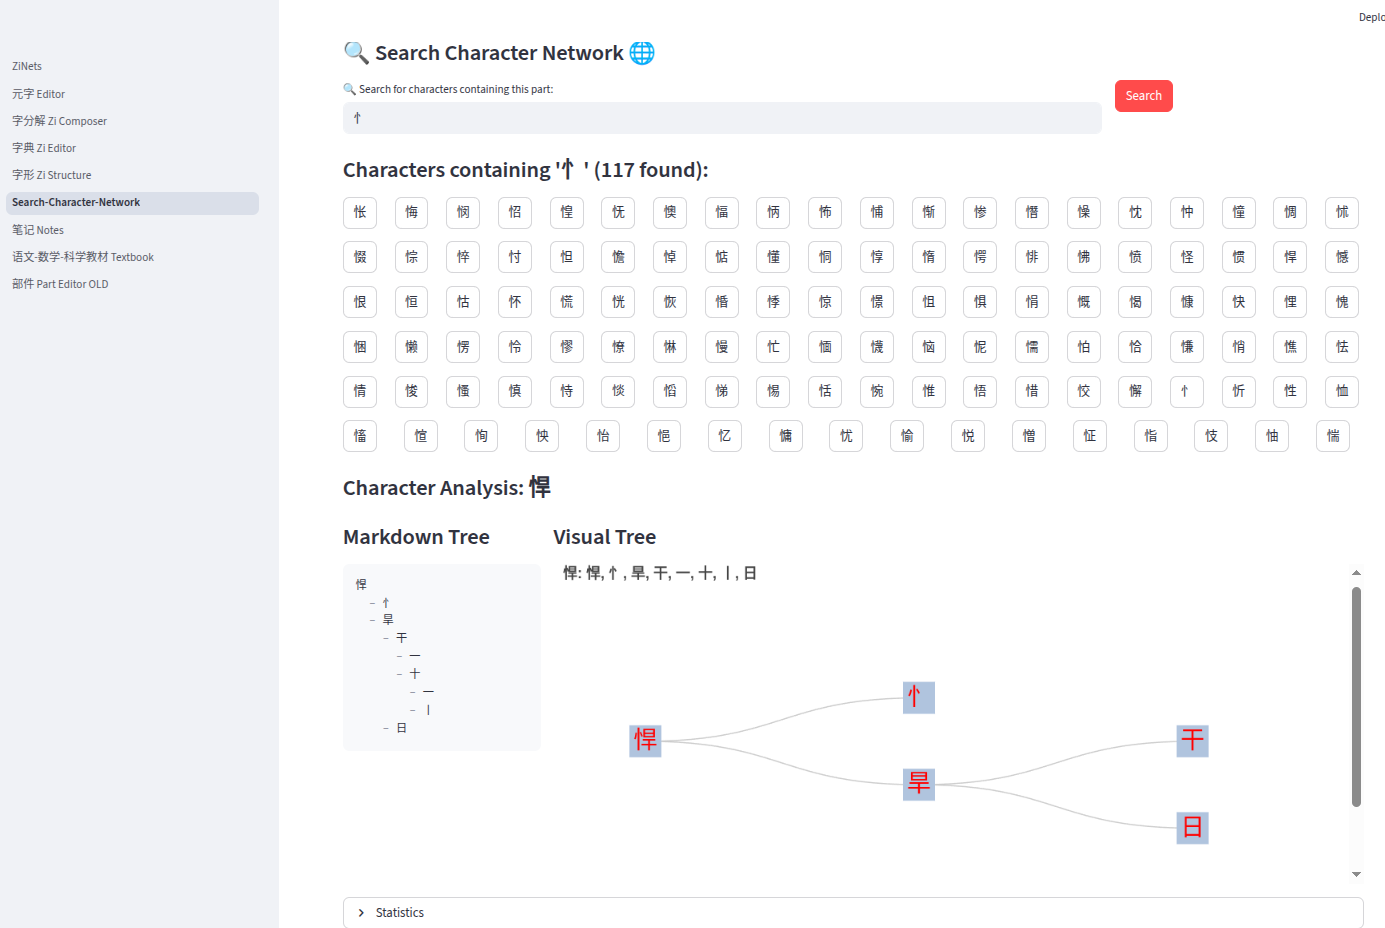 Deplo
ZiNets
元字 Editor
字分解 Zi Composer
字典 Zi Editor
字形 Zi Structure
Search-Character-Network
笔记 Notes
语文-数学-科学教材 Textbook
部件 Part Editor OLD
🔍 Search Character Network 🌐
🔍 Search for characters containing this part:
忄
Search
Characters containing '忄' (117 found):
怅 悔 悯 怊 惶 怃 懊 愊 怲 怖 悑 惭 惨 憯 懆 忱 忡 憧 惆 怵
惙 悰 悴 忖 怛 憺 悼 惦 懂 恫 惇 惰 愕 悱 怫 愤 怪 惯 悍 憾
恨 恒 怙 怀 慌 恍 恢 惛 悸 惊 憬 怚 惧 悁 慨 愒 慷 快 悝 愧
悃 懒 愣 怜 憀 憭 惏 慢 忙 愐 懱 恼 怩 懦 怕 恰 慊 悄 憔 怯
情 悛 慅 慎 恃 惔 慆 悌 惕 恬 惋 惟 悟 惜 恔 懈 忄 忻 性 恤
慉 愃 恂 怏 怡 悒 忆 慵 忧 愉 悦 憎 怔 恉 忮 怞 惴
Character Analysis: 悍
Markdown Tree
Visual Tree
悍
– 忄
– 旱
– 干
– 一
– 十
– 一
– 丨
– 日
悍: 悍, 忄, 旱, 干, 一, 十, 丨, 日
忄
悍
干
旱
日
Statistics